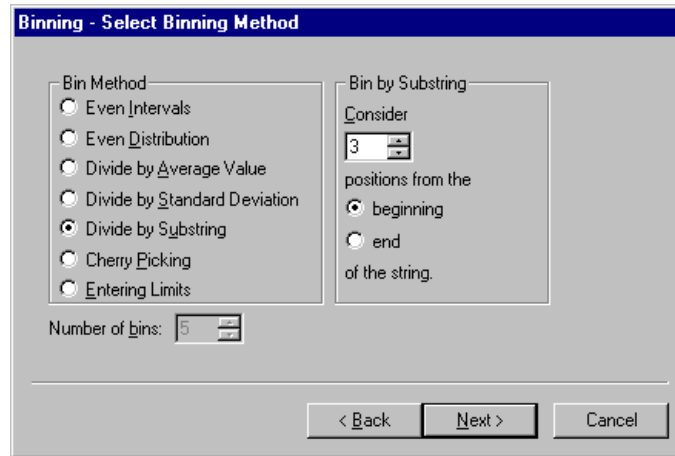 Binning - Select Binning Method
Bin Method
Even Intervals
Even Distribution
Divide by Average Value
Divide by Standard Deviation
Divide by Substring
Cherry Picking
Entering Limits
Number of bins: 5
Bin by Substring
Consider
3
positions from the
beginning
end
of the string.
< Back Next > Cancel